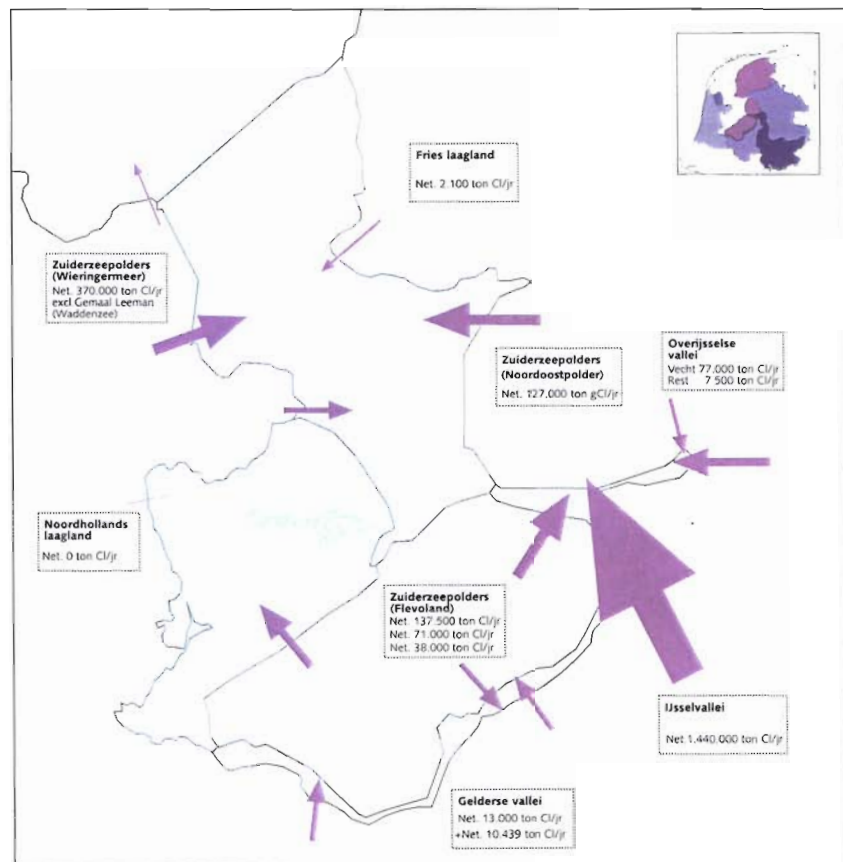 Fries laagland
Net. 2.100 ton Cl/jr
Zuiderzeepolders
(Wieringermeer)
Net. 370.000 ton Cl/jr
excl Gemaal Leeman
(Waddenzee)
Zuiderzeepolders
(Noordoostpolder)
Net. 127.000 ton gCl/jr
Overijsselse
vallei
Vecht 77.000 ton Cl/jr
Rest 7 500 ton Cl/jr
Noordhollands
laagland
Net. 0 ton Cl/jr
Zuiderzeepolders
(Flevoland)
Net. 137.500 ton Cl/jr
Net. 71.000 ton Cl/jr
Net. 38.000 ton Cl/jr
IJsselvallei
Net 1.440.000 ton Cl/jr
Gelderse vallei
Net. 13.000 ton Cl/jr
+Net. 10.439 ton Cl/jr